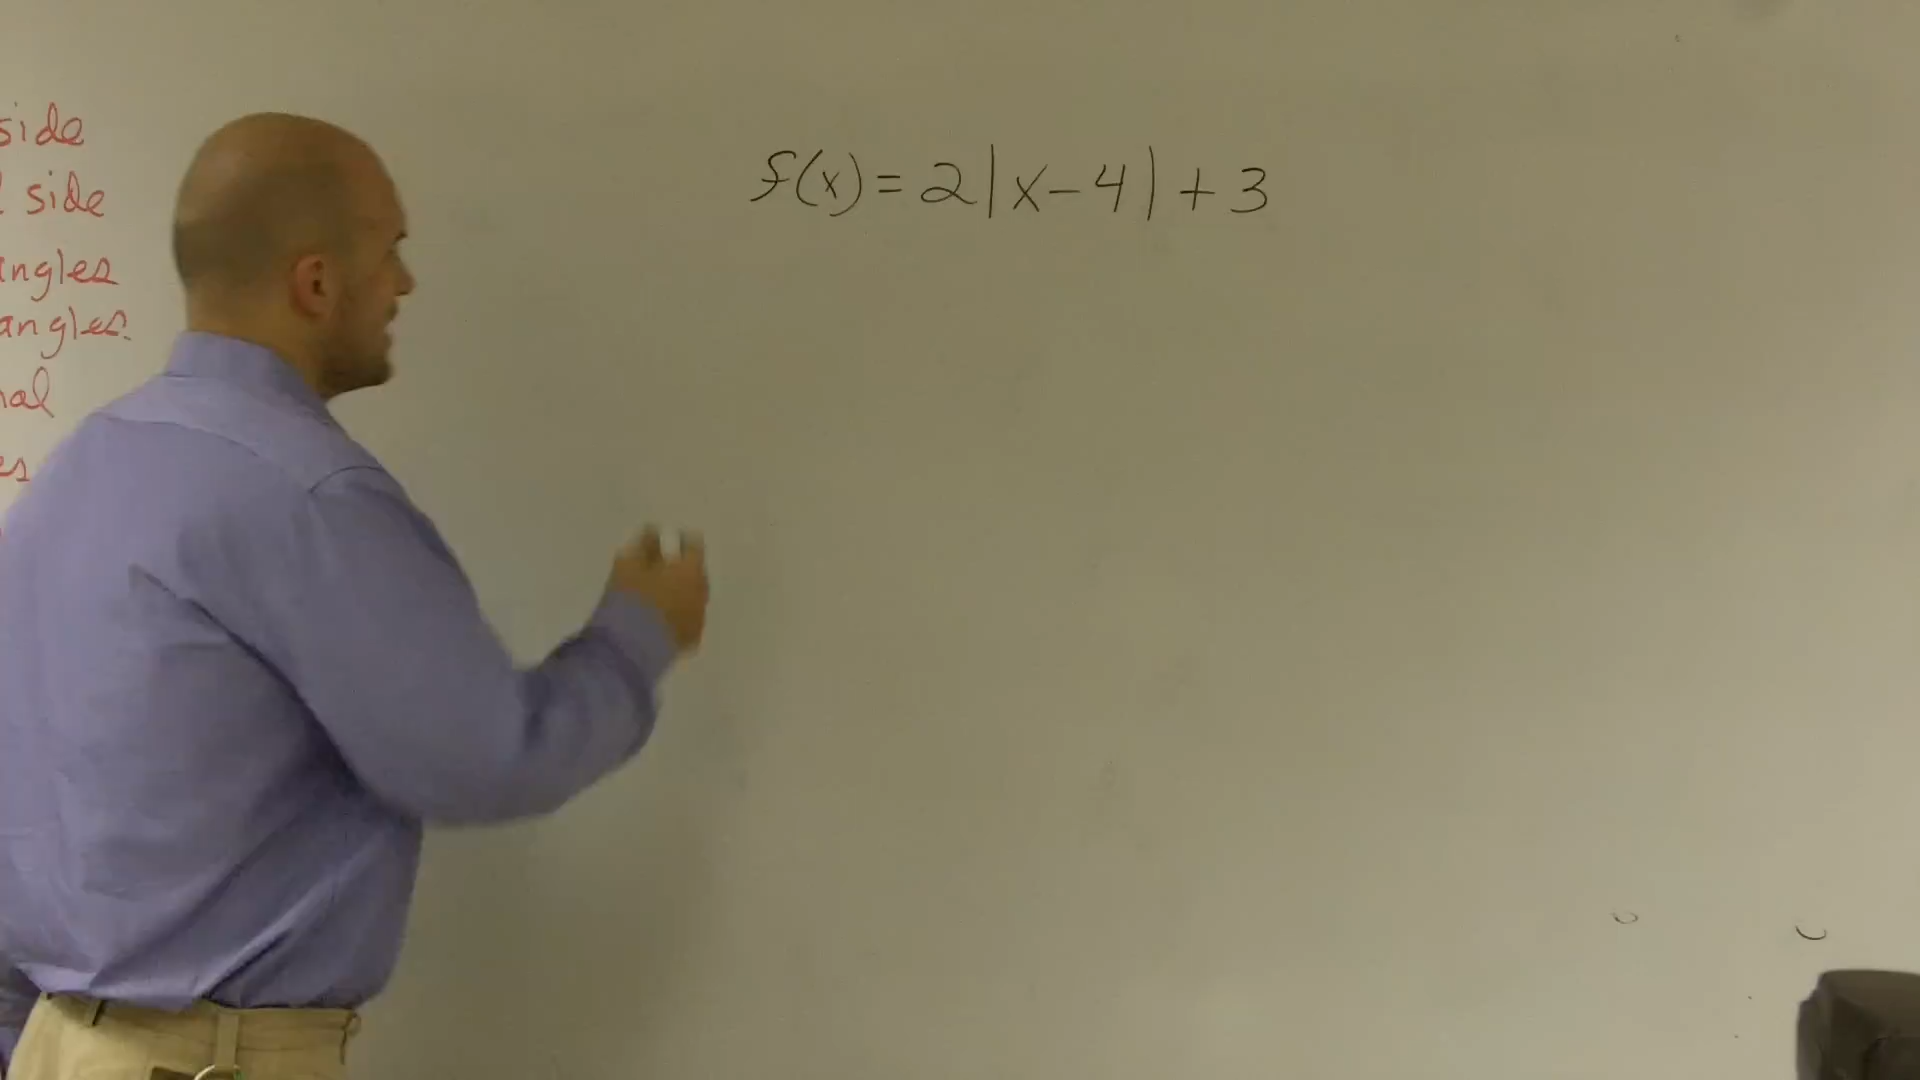 side
side
angles
angles.
f(x) = 2|x-4| + 3